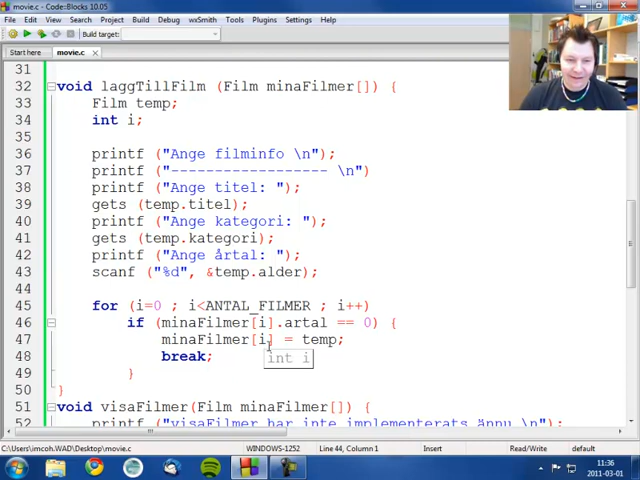 movie.c - Code::Blocks 10.05
File Edit View Search Project Build Debug wxSmith Tools Plugins Settings Help
Build target:
Start here movie.c
31
32 void laggTillFilm (Film minaFilmer[]) {
33 Film temp;
34 int i;
35
36 printf ("Ange filminfo \n");
37 printf ("------------------ \n")
38 printf ("Ange titel: ");
39 gets (temp.titel);
40 printf ("Ange kategori: ");
41 gets (temp.kategori);
42 printf ("Ange årtal: ");
43 scanf ("%d", &temp.alder);
44
45 for (i=0 ; i<ANTAL_FILMER ; i++)
46 if (minaFilmer[i].artal == 0) {
47 minaFilmer[i] = temp;
48 break;
int i
49 }
50 }
51 void visaFilmer(Film minaFilmer[]) {
52 printf ("visaFilmer har inte implementerats ännu \n");
C:\Users\imcoh.WAD\Desktop\movie.c WINDOWS-1252 Line 44, Column 1 Insert Read/Write default
11:36
2011-03-01